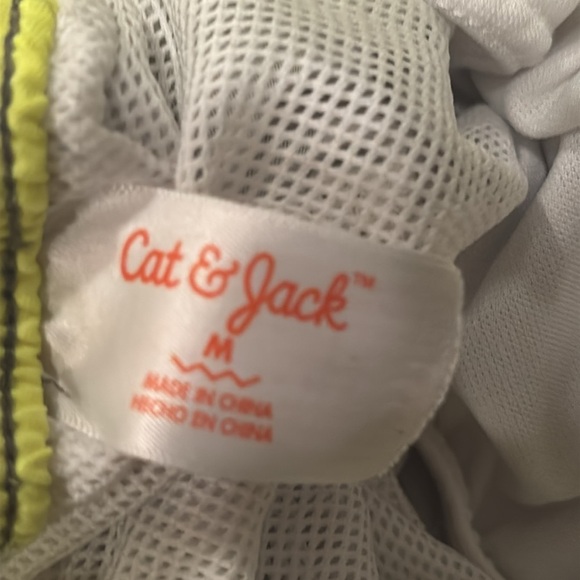 Cat & Jack™
M
MADE IN CHINA
HECHO EN CHINA